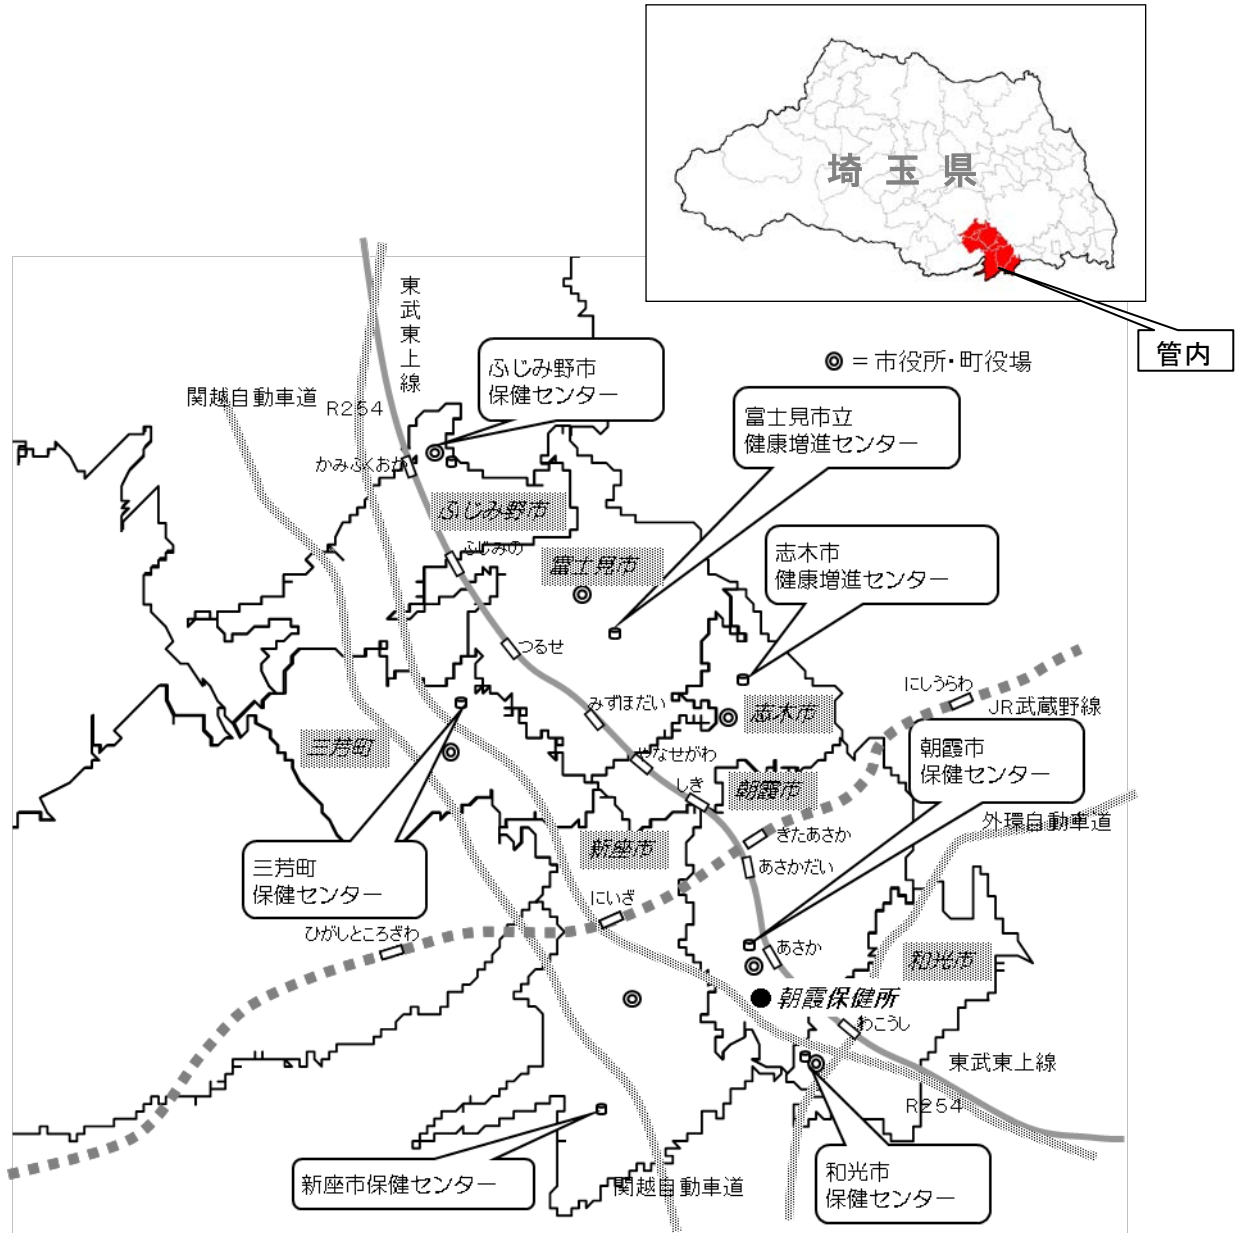 埼玉県
管内
◎ = 市役所・町役場
東武東上線
関越自動車道
R254
ふじみ野市
保健センター
富士見市立
健康増進センター
かみふくおか
ふじみ野市
ふじみの
富士見市
志木市
健康増進センター
つるせ
にしうらわ
JR武蔵野線
みずほだい
志木市
三芳町
やなせがわ
朝霞市
保健センター
しき
朝霞市
外環自動車道
きたあさか
新座市
あさかだい
三芳町
保健センター
にいざ
ひがしところざわ
あさか
和光市
朝霞保健所
わこうし
東武東上線
R254
新座市保健センター
関越自動車道
和光市
保健センター